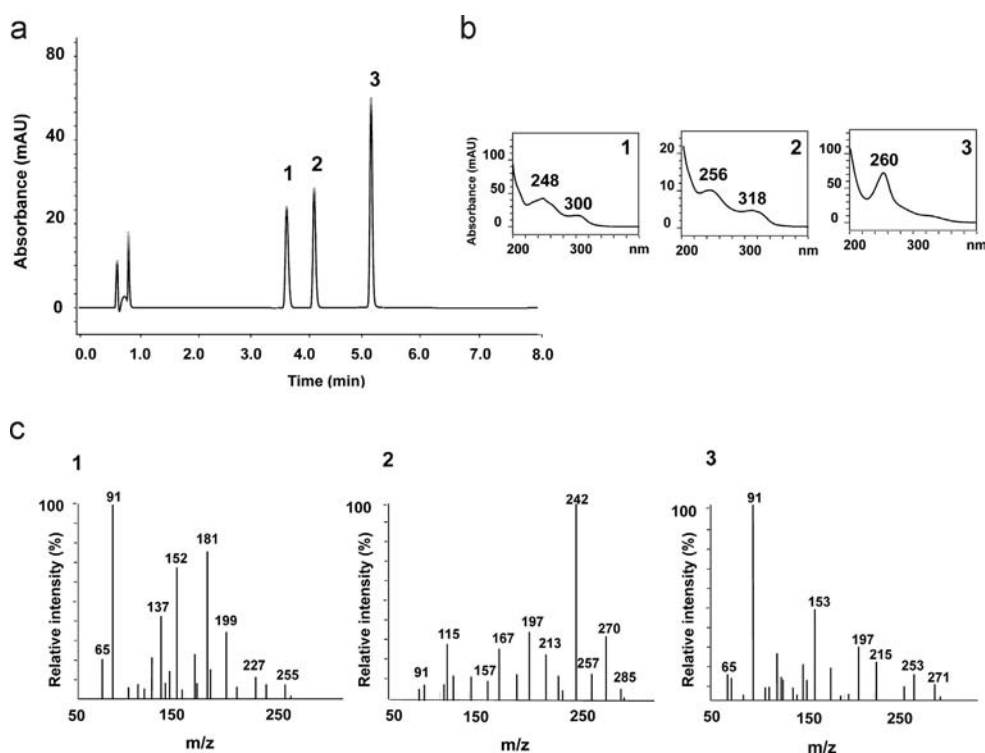 a
Absorbance (mAU)
80
40
20
0
1
2
3
0.0 1.0 2.0 3.0 4.0 5.0 6.0 7.0 8.0
Time (min)
b
Absorbance (mAU)
100
50
0
1
248
300
200 300 nm
20
10
0
2
256
318
200 300 nm
100
50
0
3
260
200 300 nm
c
1
Relative intensity (%)
100
91
181
152
137
199
65
227
255
50 150 250
m/z
2
Relative intensity (%)
100
242
270
197
115
167
213
257
157
91
285
50 150 250
m/z
3
Relative intensity (%)
100
91
153
197
215
253
65
271
50 150 250
m/z